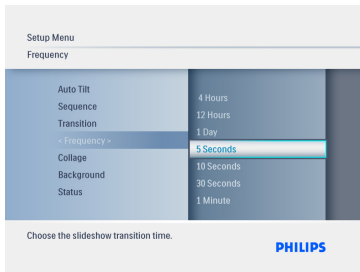 Setup Menu
Frequency
Auto Tilt
Sequence
Transition
< Frequency >
Collage
Background
Status
4 Hours
12 Hours
1 Day
5 Seconds
10 Seconds
30 Seconds
1 Minute
Choose the slideshow transition time.
PHILIPS